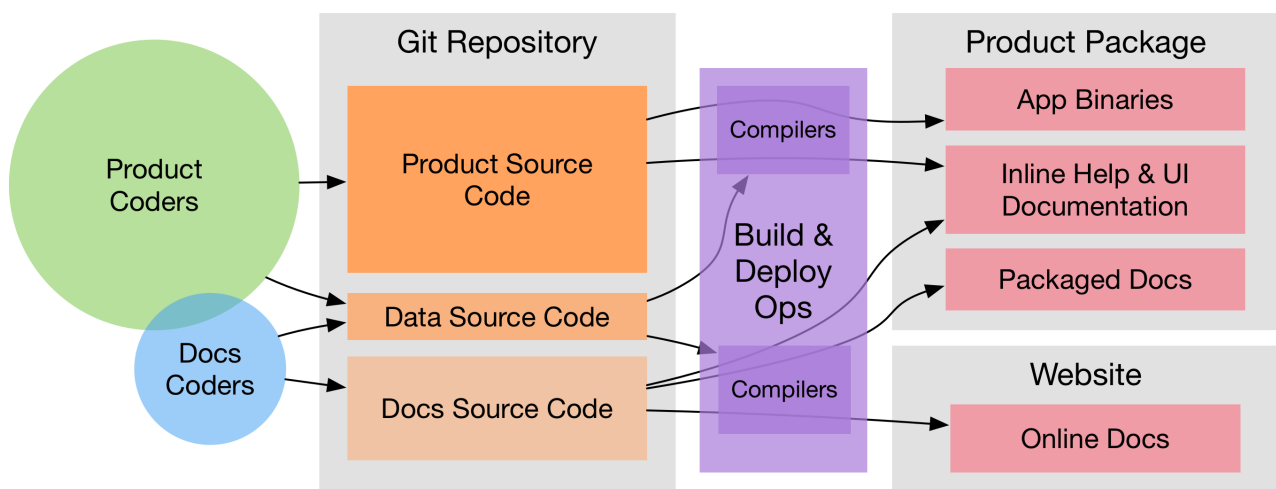 Git Repository
Product Package
Product
Coders
Product Source
Code
Compilers
App Binaries
Inline Help & UI
Documentation
Build &
Deploy
Ops
Packaged Docs
Data Source Code
Docs
Coders
Docs Source Code
Compilers
Website
Online Docs